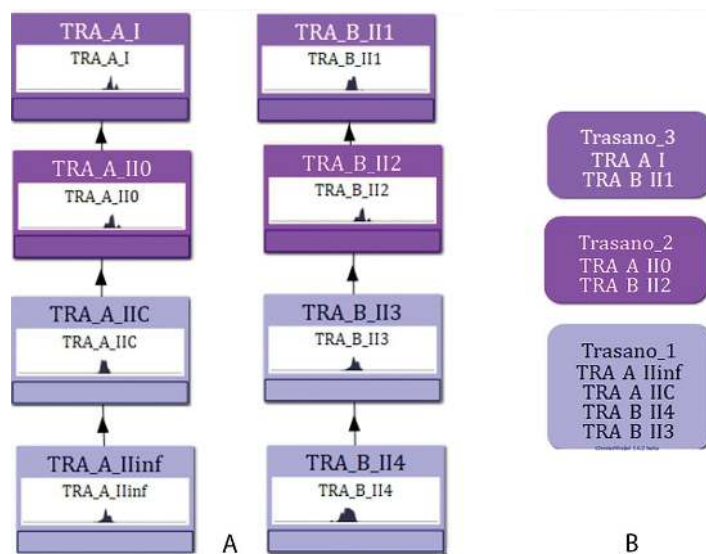 TRA_A_I
TRA_A_I
TRA_A_II0
TRA_A_II0
TRA_A_IIC
TRA_A_IIC
TRA_A_IIinf
TRA_A_IIinf
TRA_B_II1
TRA_B_II1
TRA_B_II2
TRA_B_II2
TRA_B_II3
TRA_B_II3
TRA_B_II4
TRA_B_II4
A
Trasano_3
TRA A I
TRA B II1
Trasano_2
TRA A II0
TRA B II2
Trasano_1
TRA A IIinf
TRA A IIC
TRA B II4
TRA B II3
B